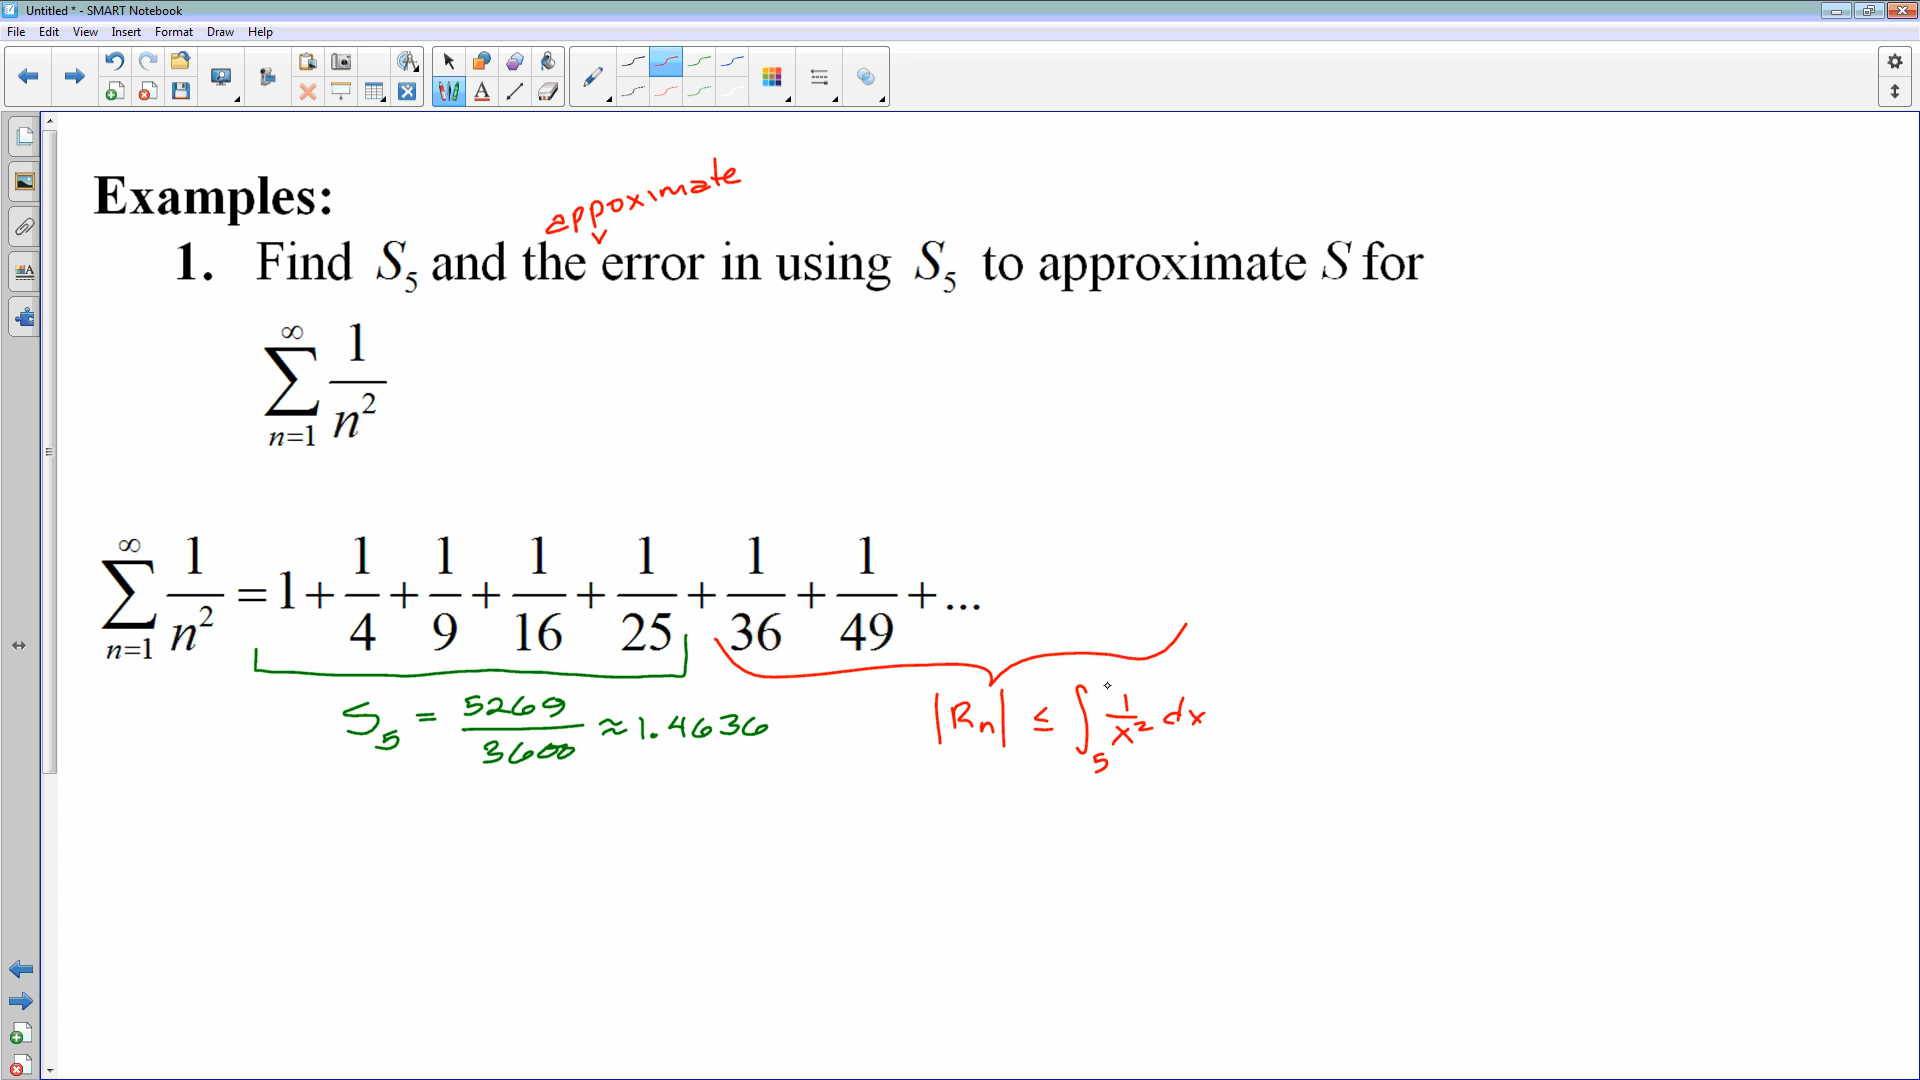 Untitled * - SMART Notebook
File Edit View Insert Format Draw Help
Examples:
appoximate
1. Find S₅ and the error in using S₅ to approximate S for
∞
∑ 1/n²
n=1
∞
∑ 1/n² = 1 + 1/4 + 1/9 + 1/16 + 1/25 + 1/36 + 1/49 + ...
n=1
S₅ = 5269/3600 ≈ 1.4636
|Rₙ| ≤ ∫₅ 1/x² dx